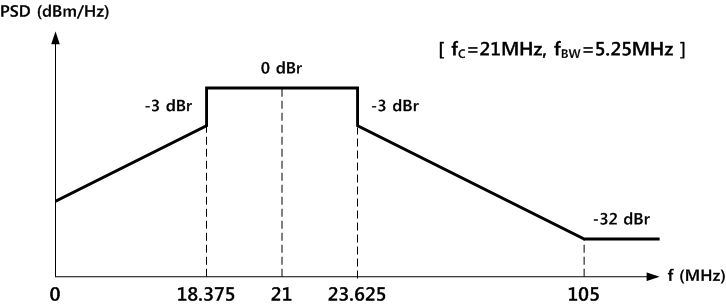 PSD (dBm/Hz)
[ fC=21MHz, fBW=5.25MHz ]
0 dBr
-3 dBr
-3 dBr
-32 dBr
f (MHz)
0
18.375
21
23.625
105